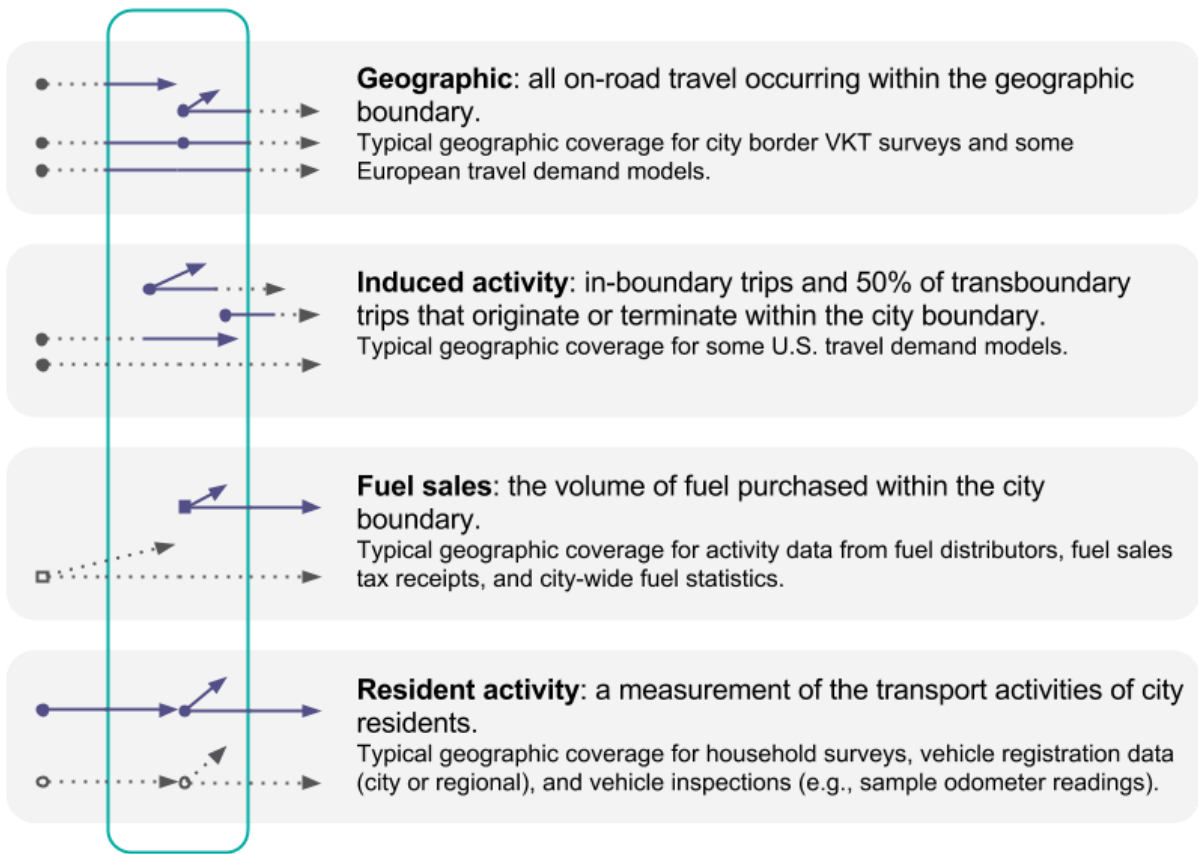 Geographic: all on-road travel occurring within the geographic
boundary.
Typical geographic coverage for city border VKT surveys and some
European travel demand models.
Induced activity: in-boundary trips and 50% of transboundary
trips that originate or terminate within the city boundary.
Typical geographic coverage for some U.S. travel demand models.
Fuel sales: the volume of fuel purchased within the city
boundary.
Typical geographic coverage for activity data from fuel distributors, fuel sales
tax receipts, and city-wide fuel statistics.
Resident activity: a measurement of the transport activities of city
residents.
Typical geographic coverage for household surveys, vehicle registration data
(city or regional), and vehicle inspections (e.g., sample odometer readings).